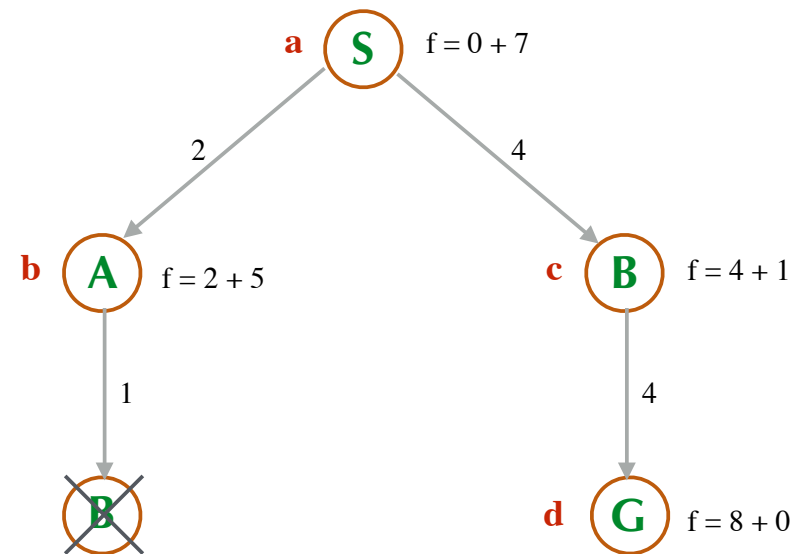 a S f = 0 + 7
2 4
b A f = 2 + 5 c B f = 4 + 1
1 4
B d G f = 8 + 0